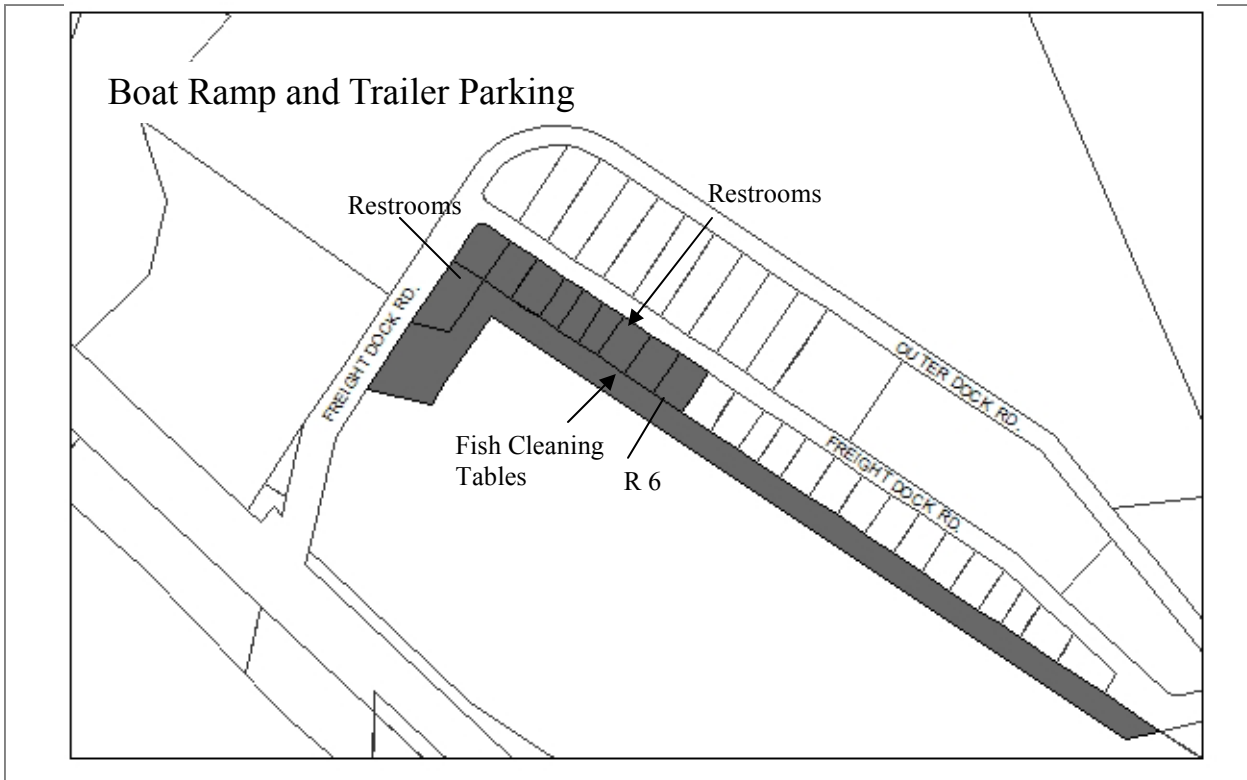 Boat Ramp and Trailer Parking
Restrooms
Restrooms
FREIGHT DOCK RD.
OUTER DOCK RD.
FREIGHT DOCK RD.
Fish Cleaning
Tables
R 6